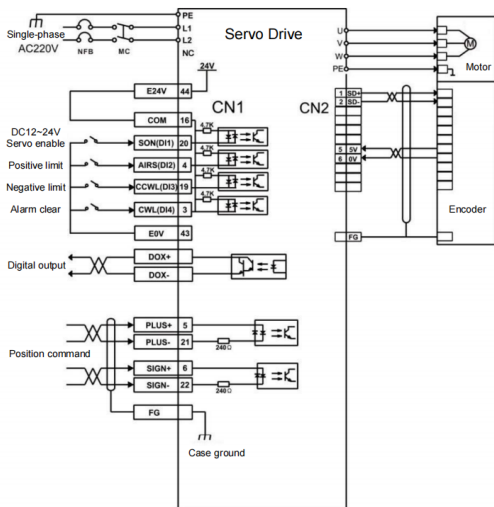 PE
Single-phase
AC220V
NFB
MC
L1
L2
NC
Servo Drive
U
V
W
PE
M
Motor
24V
E24V 44
CN1
CN2
COM 16
DC12~24V
Servo enable
SON(DI1) 20
4.7K
Positive limit
AIRS(DI2) 4
4.7K
Negative limit
CCWL(DI3) 19
4.7K
Alarm clear
CWL(DI4) 3
4.7K
E0V 43
1 SD+
2 SD-
5 5V
6 0V
FG
Encoder
Digital output
DOX+
DOX-
Position command
PLUS+ 5
PLUS- 21
240Ω
SIGN+ 6
SIGN- 22
240Ω
FG
Case ground